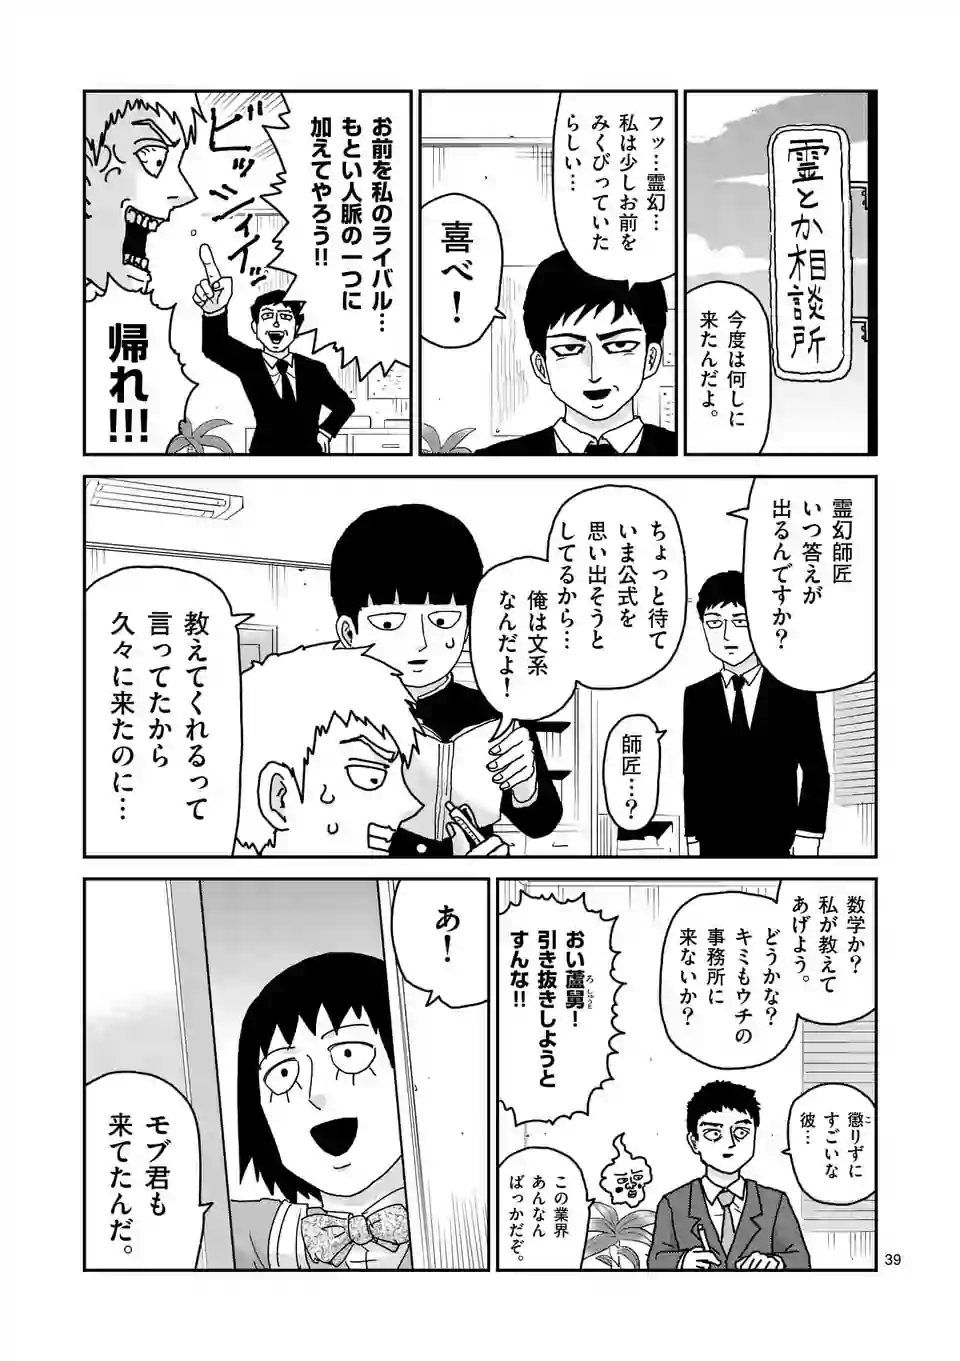 霊とか相談所
今度は何しに
来たんだよ。
フッ…霊幻…
私は少しお前を
みくびっていた
らしい…
喜べ!
お前を私のライバル…
もとい人脈の一つに
加えてやろう!!
ビッシィイ
帰れ!!!
霊幻師匠
いつ答えが
出るんですか?
ちょっと待て
いま公式を
思い出そうと
してるから…
俺は文系
なんだよ!
師匠…?
教えてくれるって
言ってたから
久々に来たのに…
数学か?
私が教えて
あげよう。
どうかな?
キミもウチの
事務所に
来ないか?
おい蘆舅!
ろしゅうと
引き抜きしようと
すんな!!
懲りずに
こ
すごいな
彼…
この業界
あんなん
ばっかだぞ。
あ!
モブ君も
来てたんだ。
39